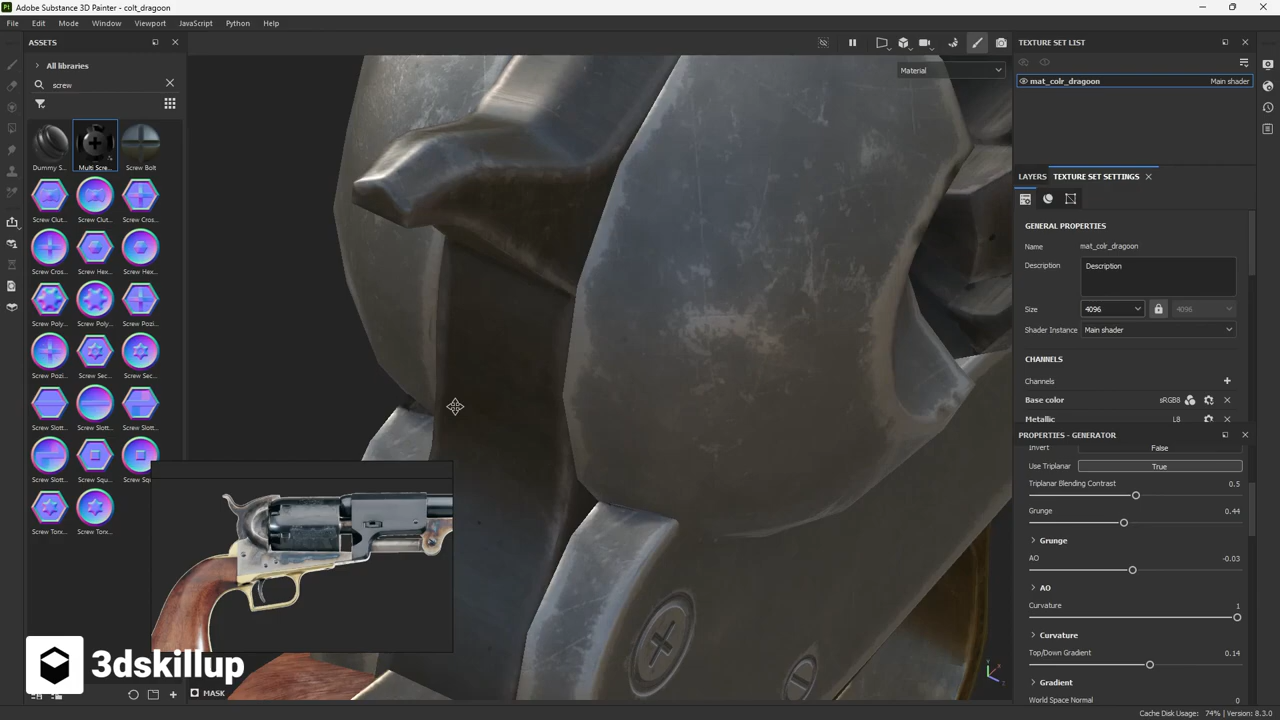 Adobe Substance 3D Painter - colt_dragoon
File Edit Mode Window Viewport JavaScript Python Help
ASSETS
All libraries
screw
Dummy S... Multi Scre... Screw Bolt
Screw Clut... Screw Clut... Screw Cros...
Screw Cros... Screw Hex... Screw Hex...
Screw Poly... Screw Poly... Screw Pozi...
Screw Pozi... Screw Sec... Screw Sec...
Screw Slott... Screw Slott... Screw Slott...
Screw Slott... Screw Squ... Screw Squ...
Screw Torx... Screw Torx...
Material
MASK
3dskillup
TEXTURE SET LIST
mat_colr_dragoon Main shader
LAYERS TEXTURE SET SETTINGS
GENERAL PROPERTIES
Name mat_colr_dragoon
Description Description
Size 4096 4096
Shader Instance Main shader
CHANNELS
Channels
Base color sRGB8
Metallic L8
PROPERTIES - GENERATOR
Invert False
Use Triplanar True
Triplanar Blending Contrast 0.5
Grunge 0.44
Grunge
AO -0.03
AO
Curvature 1
Curvature
Top/Down Gradient 0.14
Gradient
World Space Normal 0
Cache Disk Usage: 74% | Version: 8.3.0